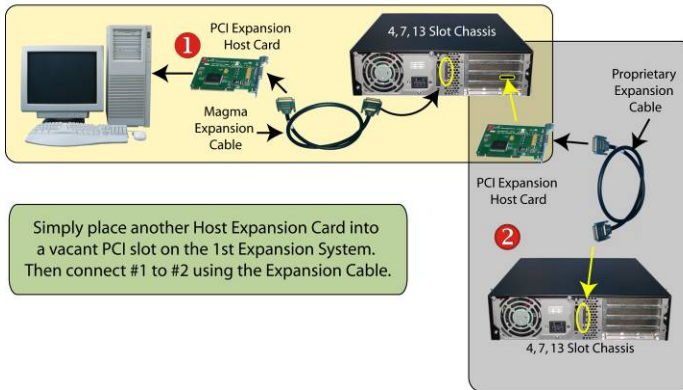 PCI Expansion
Host Card
1
4, 7, 13 Slot Chassis
Magma
Expansion
Cable
Proprietary
Expansion
Cable
PCI Expansion
Host Card
2
Simply place another Host Expansion Card into
a vacant PCI slot on the 1st Expansion System.
Then connect #1 to #2 using the Expansion Cable.
4, 7, 13 Slot Chassis